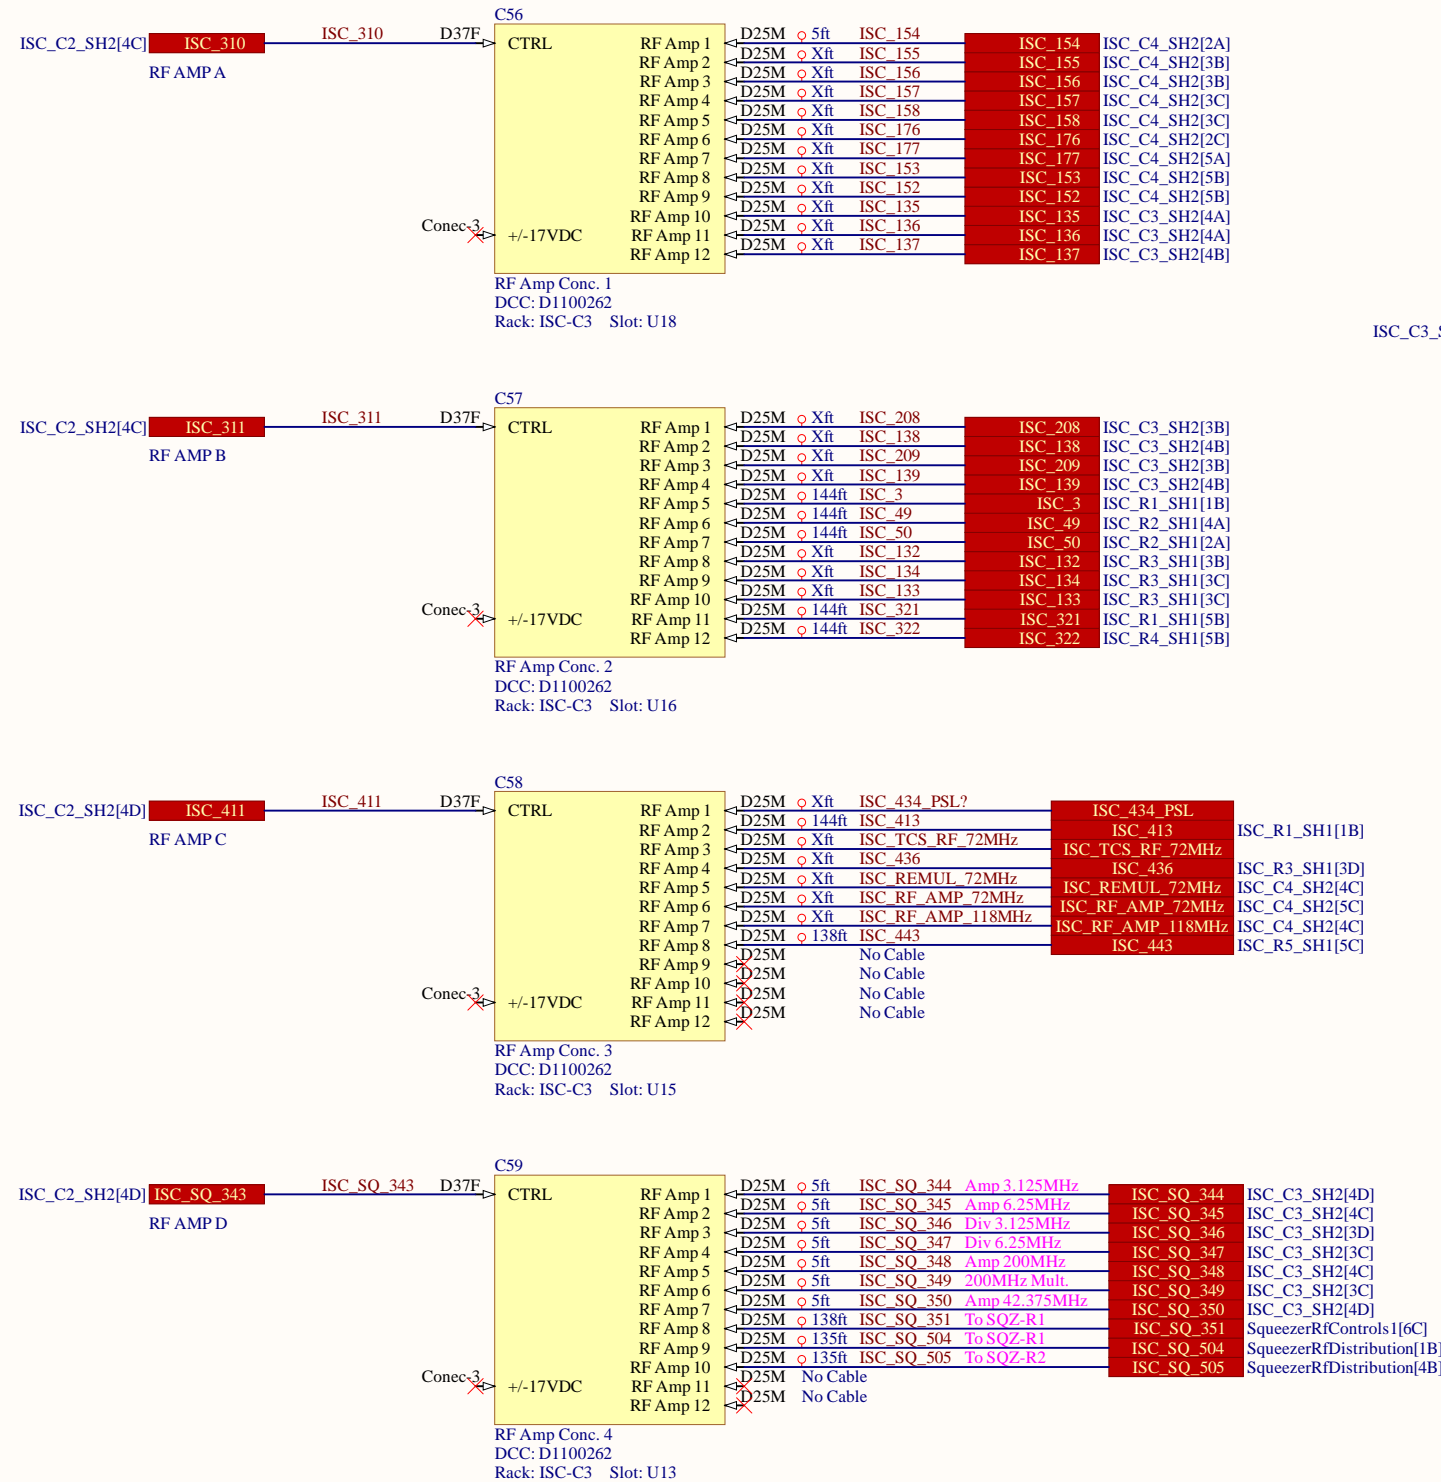 C56
ISC_C2_SH2[4C] ISC_310 ISC_310 D37F CTRL
RF AMP A
RF Amp 1 D25M 5ft ISC_154 ISC_154 ISC_C4_SH2[2A]
RF Amp 2 D25M Xft ISC_155 ISC_155 ISC_C4_SH2[3B]
RF Amp 3 D25M Xft ISC_156 ISC_156 ISC_C4_SH2[3B]
RF Amp 4 D25M Xft ISC_157 ISC_157 ISC_C4_SH2[3C]
RF Amp 5 D25M Xft ISC_158 ISC_158 ISC_C4_SH2[3C]
RF Amp 6 D25M Xft ISC_176 ISC_176 ISC_C4_SH2[2C]
RF Amp 7 D25M Xft ISC_177 ISC_177 ISC_C4_SH2[5A]
RF Amp 8 D25M Xft ISC_153 ISC_153 ISC_C4_SH2[5B]
RF Amp 9 D25M Xft ISC_152 ISC_152 ISC_C4_SH2[5B]
RF Amp 10 D25M Xft ISC_135 ISC_135 ISC_C3_SH2[4A]
RF Amp 11 D25M Xft ISC_136 ISC_136 ISC_C3_SH2[4A]
RF Amp 12 D25M Xft ISC_137 ISC_137 ISC_C3_SH2[4B]
Conec-3 +/-17VDC
RF Amp Conc. 1
DCC: D1100262
Rack: ISC-C3 Slot: U18
ISC_C3_S
C57
ISC_C2_SH2[4C] ISC_311 ISC_311 D37F CTRL
RF AMP B
RF Amp 1 D25M Xft ISC_208 ISC_208 ISC_C3_SH2[3B]
RF Amp 2 D25M Xft ISC_138 ISC_138 ISC_C3_SH2[4B]
RF Amp 3 D25M Xft ISC_209 ISC_209 ISC_C3_SH2[3B]
RF Amp 4 D25M Xft ISC_139 ISC_139 ISC_C3_SH2[4B]
RF Amp 5 D25M 144ft ISC_3 ISC_3 ISC_R1_SH1[1B]
RF Amp 6 D25M 144ft ISC_49 ISC_49 ISC_R2_SH1[4A]
RF Amp 7 D25M 144ft ISC_50 ISC_50 ISC_R2_SH1[2A]
RF Amp 8 D25M Xft ISC_132 ISC_132 ISC_R3_SH1[3B]
RF Amp 9 D25M Xft ISC_134 ISC_134 ISC_R3_SH1[3C]
RF Amp 10 D25M Xft ISC_133 ISC_133 ISC_R3_SH1[3C]
RF Amp 11 D25M 144ft ISC_321 ISC_321 ISC_R1_SH1[5B]
RF Amp 12 D25M 144ft ISC_322 ISC_322 ISC_R4_SH1[5B]
Conec-3 +/-17VDC
RF Amp Conc. 2
DCC: D1100262
Rack: ISC-C3 Slot: U16
C58
ISC_C2_SH2[4D] ISC_411 ISC_411 D37F CTRL
RF AMP C
RF Amp 1 D25M Xft ISC_434_PSL? ISC_434_PSL
RF Amp 2 D25M 144ft ISC_413 ISC_413 ISC_R1_SH1[1B]
RF Amp 3 D25M Xft ISC_TCS_RF_72MHz ISC_TCS_RF_72MHz
RF Amp 4 D25M Xft ISC_436 ISC_436 ISC_R3_SH1[3D]
RF Amp 5 D25M Xft ISC_REMUL_72MHz ISC_REMUL_72MHz ISC_C4_SH2[4C]
RF Amp 6 D25M Xft ISC_RF_AMP_72MHz ISC_RF_AMP_72MHz ISC_C4_SH2[5C]
RF Amp 7 D25M Xft ISC_RF_AMP_118MHz ISC_RF_AMP_118MHz ISC_C4_SH2[4C]
RF Amp 8 D25M 138ft ISC_443 ISC_443 ISC_R5_SH1[5C]
RF Amp 9 D25M No Cable
RF Amp 10 D25M No Cable
RF Amp 11 D25M No Cable
RF Amp 12 D25M No Cable
Conec-3 +/-17VDC
RF Amp Conc. 3
DCC: D1100262
Rack: ISC-C3 Slot: U15
C59
ISC_C2_SH2[4D] ISC_SQ_343 ISC_SQ_343 D37F CTRL
RF AMP D
RF Amp 1 D25M 5ft ISC_SQ_344 Amp 3.125MHz ISC_SQ_344 ISC_C3_SH2[4D]
RF Amp 2 D25M 5ft ISC_SQ_345 Amp 6.25MHz ISC_SQ_345 ISC_C3_SH2[4C]
RF Amp 3 D25M 5ft ISC_SQ_346 Div 3.125MHz ISC_SQ_346 ISC_C3_SH2[3D]
RF Amp 4 D25M 5ft ISC_SQ_347 Div 6.25MHz ISC_SQ_347 ISC_C3_SH2[3C]
RF Amp 5 D25M 5ft ISC_SQ_348 Amp 200MHz ISC_SQ_348 ISC_C3_SH2[4C]
RF Amp 6 D25M 5ft ISC_SQ_349 200MHz Mult. ISC_SQ_349 ISC_C3_SH2[3C]
RF Amp 7 D25M 5ft ISC_SQ_350 Amp 42.375MHz ISC_SQ_350 ISC_C3_SH2[4D]
RF Amp 8 D25M 138ft ISC_SQ_351 To SQZ-R1 ISC_SQ_351 SqueezerRfControls1[6C]
RF Amp 9 D25M 135ft ISC_SQ_504 To SQZ-R1 ISC_SQ_504 SqueezerRfDistribution[1B]
RF Amp 10 D25M 135ft ISC_SQ_505 To SQZ-R2 ISC_SQ_505 SqueezerRfDistribution[4B]
RF Amp 11 D25M No Cable
RF Amp 12 D25M No Cable
Conec-3 +/-17VDC
RF Amp Conc. 4
DCC: D1100262
Rack: ISC-C3 Slot: U13